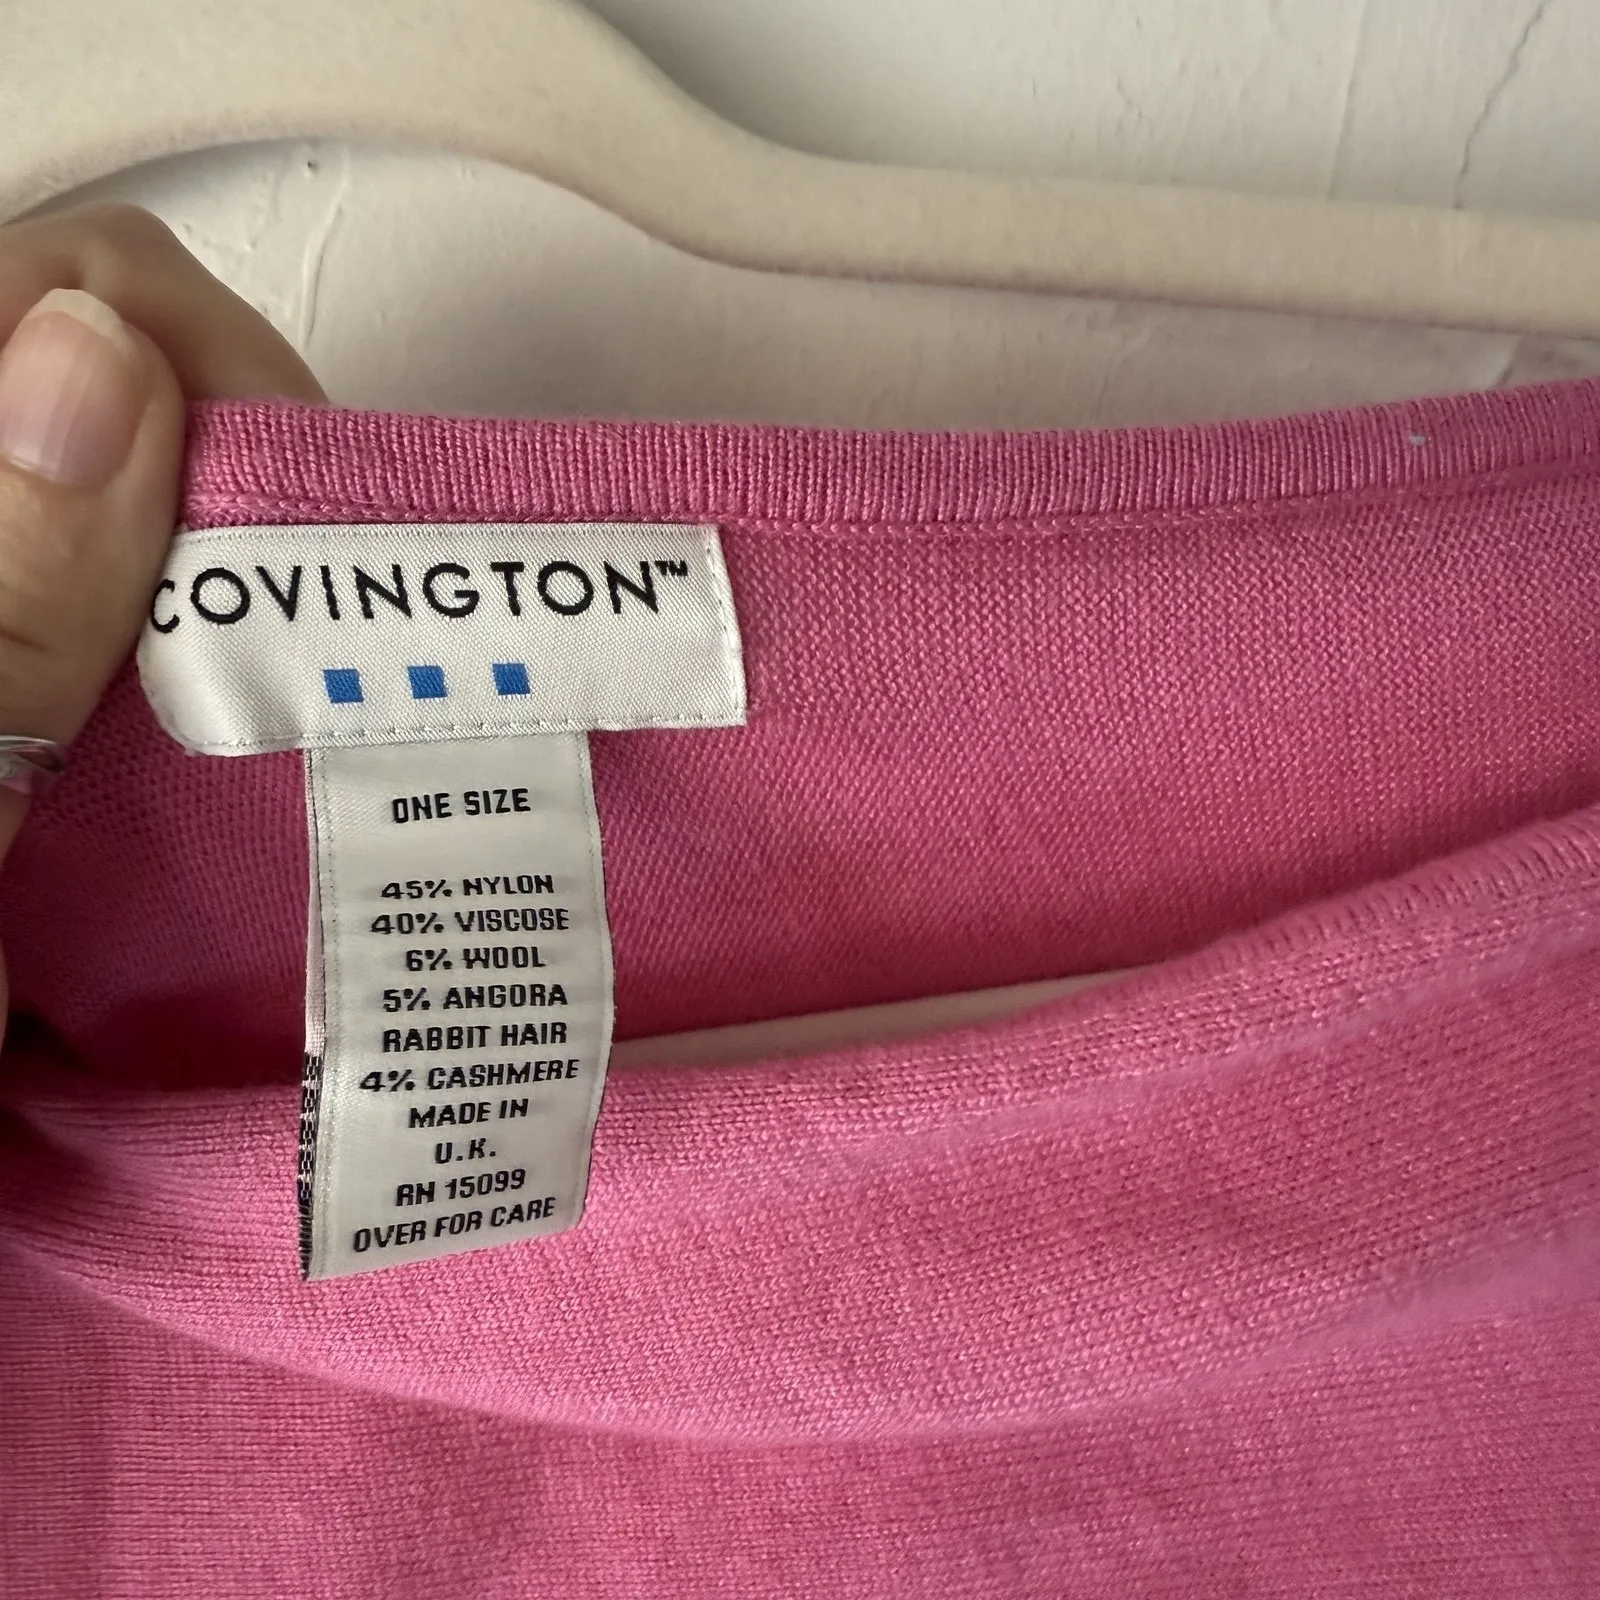 COVINGTON™
ONE SIZE
45% NYLON
40% VISCOSE
6% WOOL
5% ANGORA
RABBIT HAIR
4% CASHMERE
MADE IN
U.K.
RN 15099
OVER FOR CARE